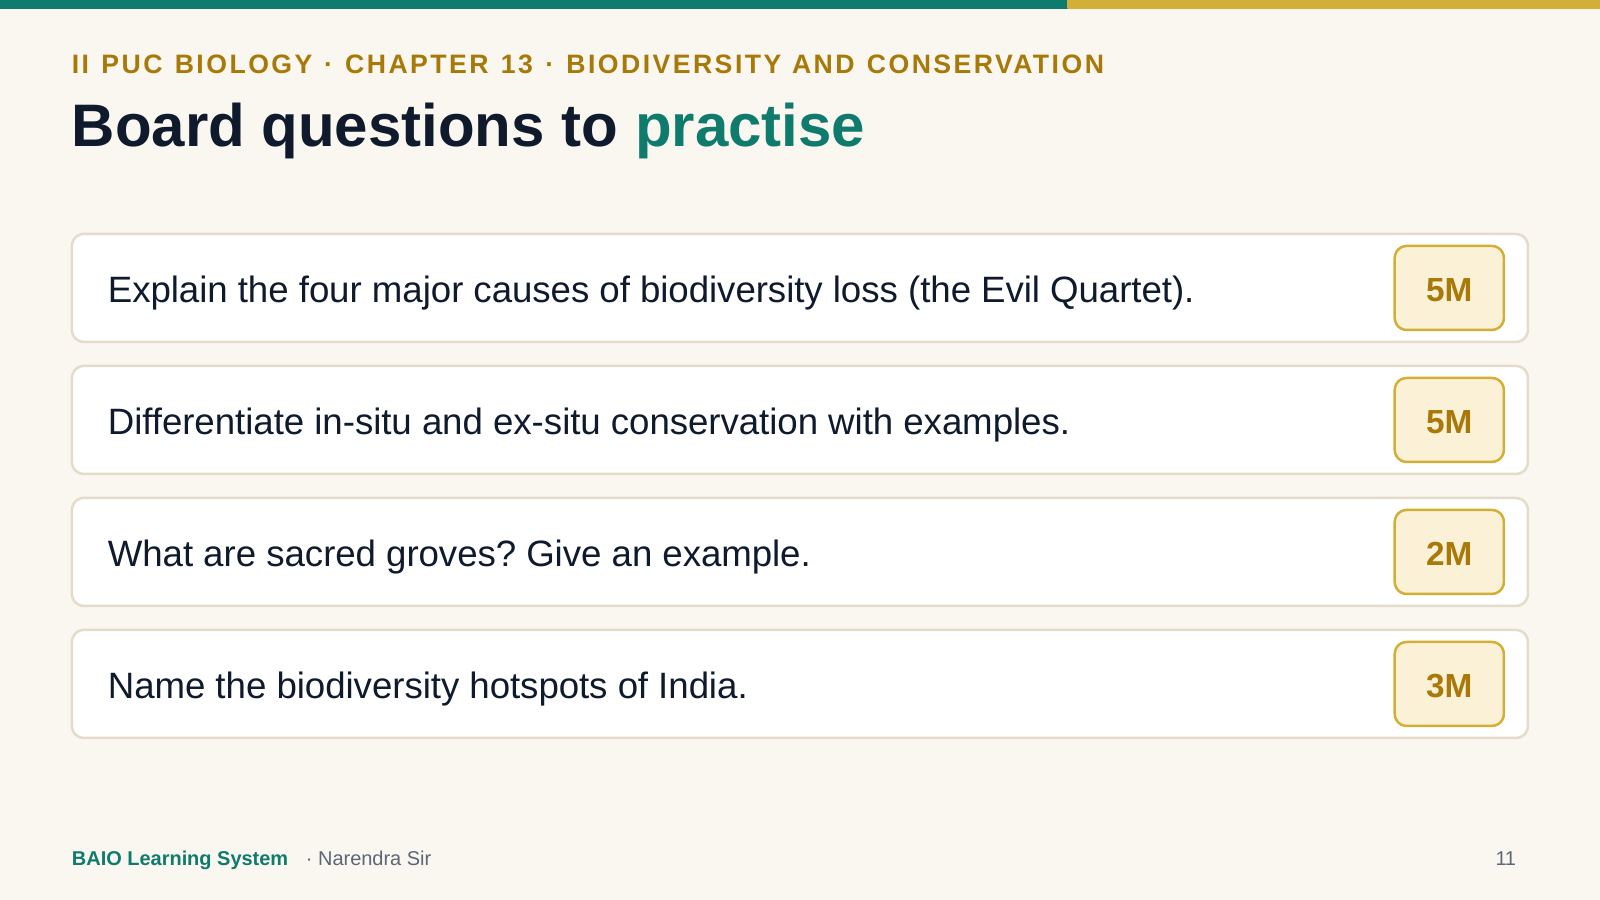 II PUC BIOLOGY · CHAPTER 13 · BIODIVERSITY AND CONSERVATION
Board questions to practise
Explain the four major causes of biodiversity loss (the Evil Quartet).
5M
Differentiate in-situ and ex-situ conservation with examples.
5M
What are sacred groves? Give an example.
2M
Name the biodiversity hotspots of India.
3M
BAIO Learning System · Narendra Sir
11